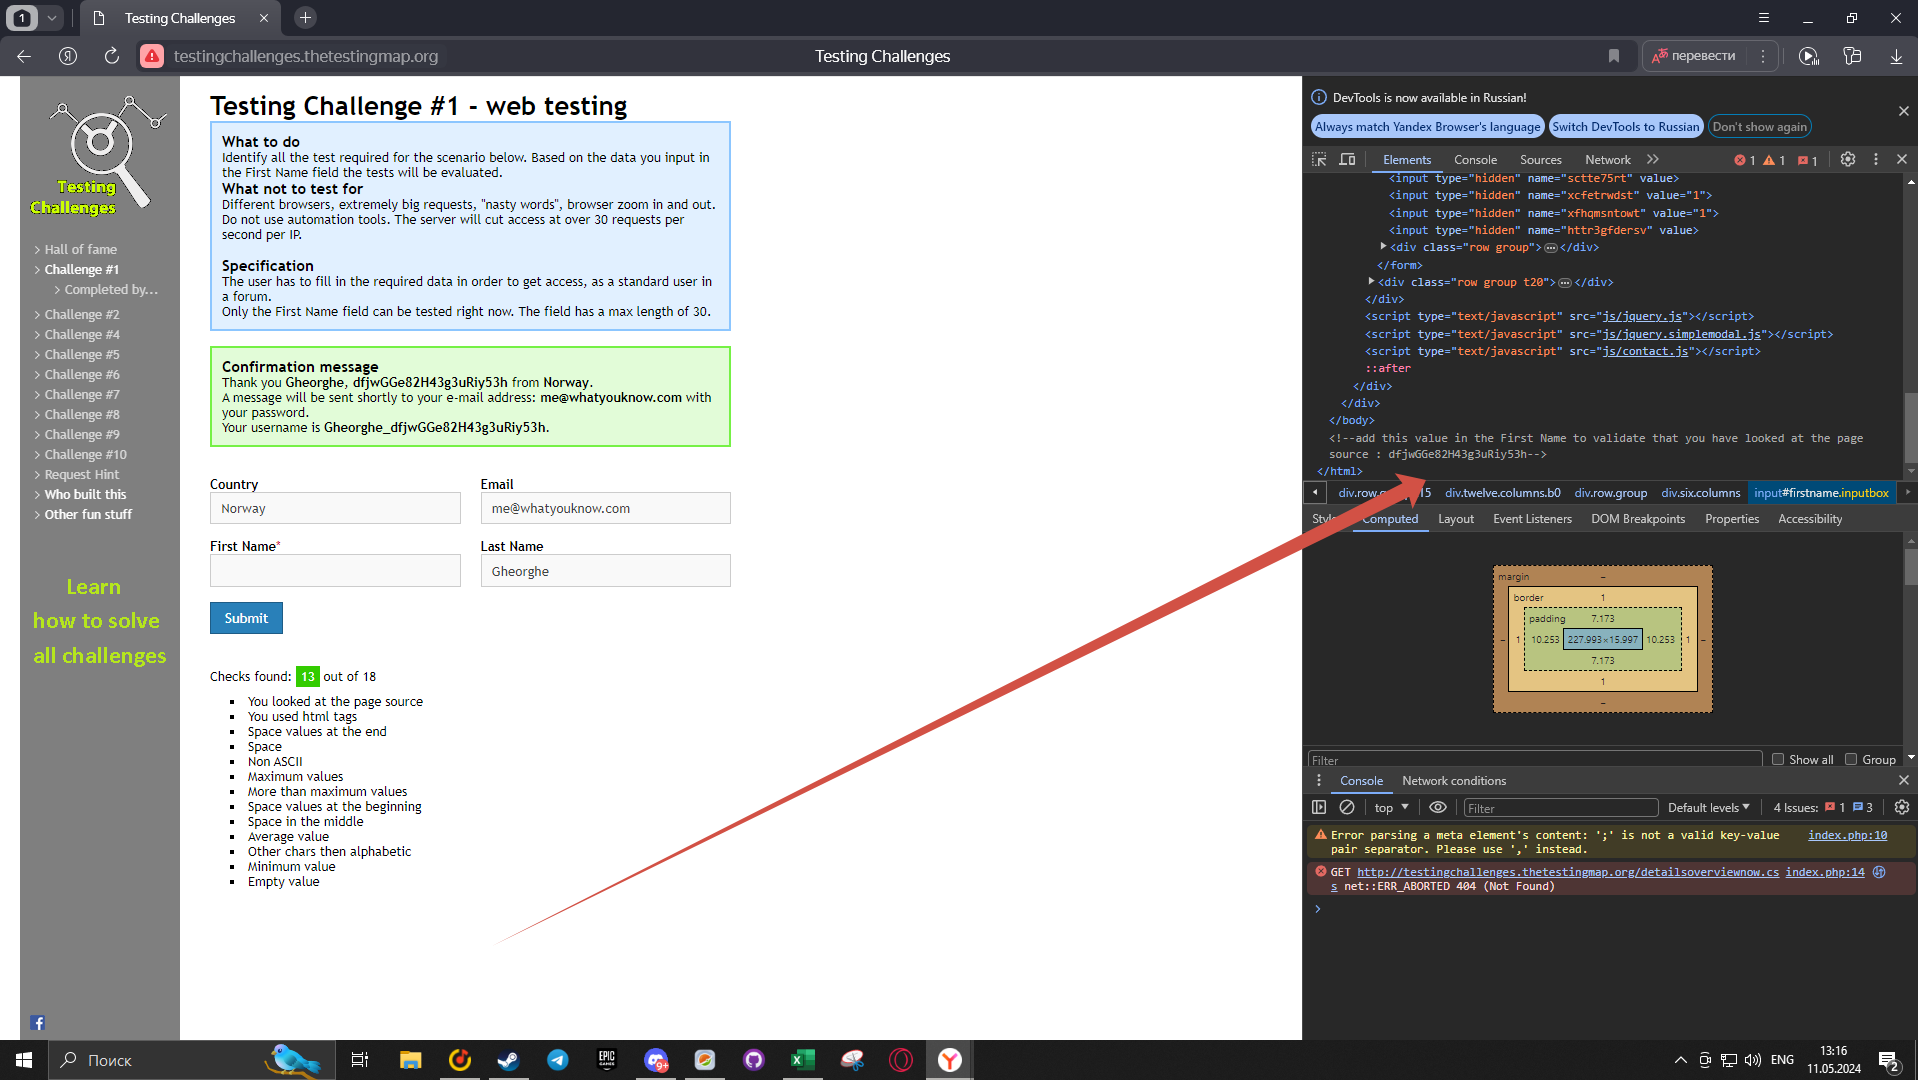 1
Testing Challenges
testingchallenges.thetestingmap.org
Testing Challenges
перевести
Testing
Challenges
Hall of fame
Challenge #1
Completed by...
Challenge #2
Challenge #4
Challenge #5
Challenge #6
Challenge #7
Challenge #8
Challenge #9
Challenge #10
Request Hint
Who built this
Other fun stuff
Learn
how to solve
all challenges
Testing Challenge #1 - web testing
What to do
Identify all the test required for the scenario below. Based on the data you input in
the First Name field the tests will be evaluated.
What not to test for
Different browsers, extremely big requests, "nasty words", browser zoom in and out.
Do not use automation tools. The server will cut access at over 30 requests per
second per IP.
Specification
The user has to fill in the required data in order to get access, as a standard user in
a forum.
Only the First Name field can be tested right now. The field has a max length of 30.
Confirmation message
Thank you Gheorghe, dfjwGGe82H43g3uRiy53h from Norway.
A message will be sent shortly to your e-mail address: me@whatyouknow.com with
your password.
Your username is Gheorghe_dfjwGGe82H43g3uRiy53h.
Country
Email
Norway
me@whatyouknow.com
First Name*
Last Name
Gheorghe
Submit
Checks found: 13 out of 18
You looked at the page source
You used html tags
Space values at the end
Space
Non ASCII
Maximum values
More than maximum values
Space values at the beginning
Space in the middle
Average value
Other chars then alphabetic
Minimum value
Empty value
DevTools is now available in Russian!
Always match Yandex Browser's language
Switch DevTools to Russian
Don't show again
Elements
Console
Sources
Network
1
1
1
<input type="hidden" name="sctte75rt" value>
<input type="hidden" name="xcfetrwdst" value="1">
<input type="hidden" name="xfhqmsntowt" value="1">
<input type="hidden" name="httr3gfdersv" value>
<div class="row group">…</div>
</form>
<div class="row group t20">…</div>
</div>
<script type="text/javascript" src="js/jquery.js"></script>
<script type="text/javascript" src="js/jquery.simplemodal.js"></script>
<script type="text/javascript" src="js/contact.js"></script>
::after
</div>
</div>
</body>
<!--add this value in the First Name to validate that you have looked at the page
source : dfjwGGe82H43g3uRiy53h-->
</html>
div.twelve.columns.b0
div.row.group
div.six.columns
input#firstname.inputbox
Computed
Layout
Event Listeners
DOM Breakpoints
Properties
Accessibility
margin
–
border
1
padding
7.173
–
1
10.253
227.993×15.997
10.253
1
–
7.173
1
–
Filter
Show all
Group
Console
Network conditions
top
Filter
Default levels
4 Issues:
1
3
Error parsing a meta element's content: ';' is not a valid key-value
pair separator. Please use ',' instead.
index.php:10
GET http://testingchallenges.thetestingmap.org/detailsoverviewnow.cs
index.php:14
s net::ERR_ABORTED 404 (Not Found)
Поиск
EPIC
GAMES
9+
ENG
13:16
11.05.2024
2